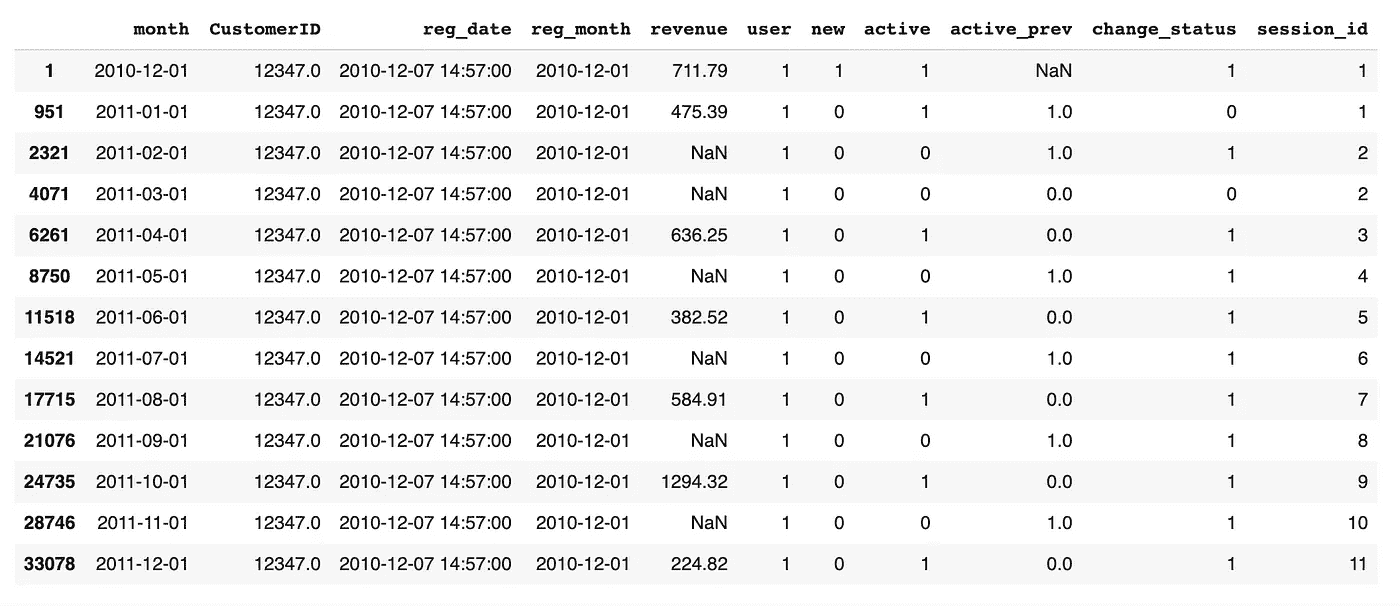 month CustomerID reg_date reg_month revenue user new active active_prev change_status session_id
1 2010-12-01 12347.0 2010-12-07 14:57:00 2010-12-01 711.79 1 1 1 NaN 1 1
951 2011-01-01 12347.0 2010-12-07 14:57:00 2010-12-01 475.39 1 0 1 1.0 0 1
2321 2011-02-01 12347.0 2010-12-07 14:57:00 2010-12-01 NaN 1 0 0 1.0 1 2
4071 2011-03-01 12347.0 2010-12-07 14:57:00 2010-12-01 NaN 1 0 0 0.0 0 2
6261 2011-04-01 12347.0 2010-12-07 14:57:00 2010-12-01 636.25 1 0 1 0.0 1 3
8750 2011-05-01 12347.0 2010-12-07 14:57:00 2010-12-01 NaN 1 0 0 1.0 1 4
11518 2011-06-01 12347.0 2010-12-07 14:57:00 2010-12-01 382.52 1 0 1 0.0 1 5
14521 2011-07-01 12347.0 2010-12-07 14:57:00 2010-12-01 NaN 1 0 0 1.0 1 6
17715 2011-08-01 12347.0 2010-12-07 14:57:00 2010-12-01 584.91 1 0 1 0.0 1 7
21076 2011-09-01 12347.0 2010-12-07 14:57:00 2010-12-01 NaN 1 0 0 1.0 1 8
24735 2011-10-01 12347.0 2010-12-07 14:57:00 2010-12-01 1294.32 1 0 1 0.0 1 9
28746 2011-11-01 12347.0 2010-12-07 14:57:00 2010-12-01 NaN 1 0 0 1.0 1 10
33078 2011-12-01 12347.0 2010-12-07 14:57:00 2010-12-01 224.82 1 0 1 0.0 1 11